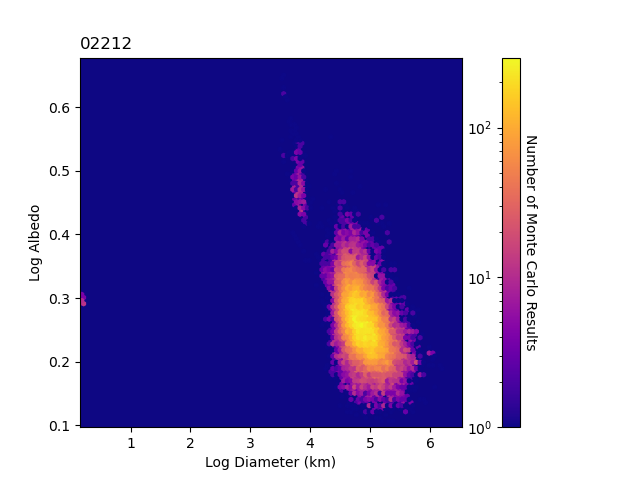 02212
0.6
0.5
0.4
0.3
0.2
0.1
Log Albedo
1 2 3 4 5 6
Log Diameter (km)
10²
10¹
10⁰
Number of Monte Carlo Results